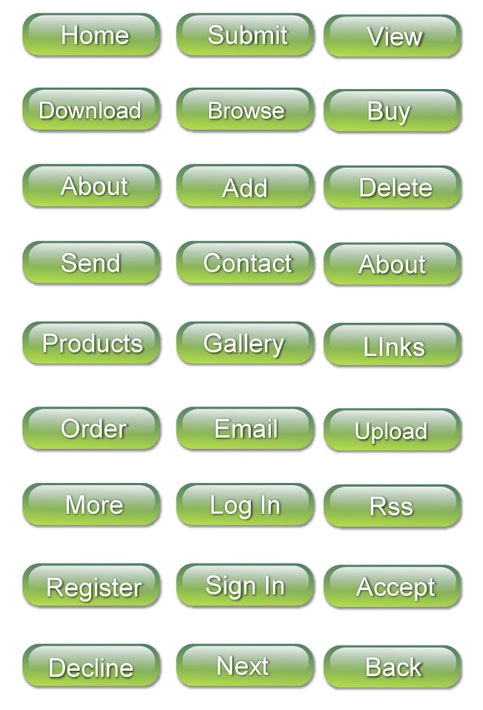 Home Submit View
Download Browse Buy
About Add Delete
Send Contact About
Products Gallery LInks
Order Email Upload
More Log In Rss
Register Sign In Accept
Decline Next Back